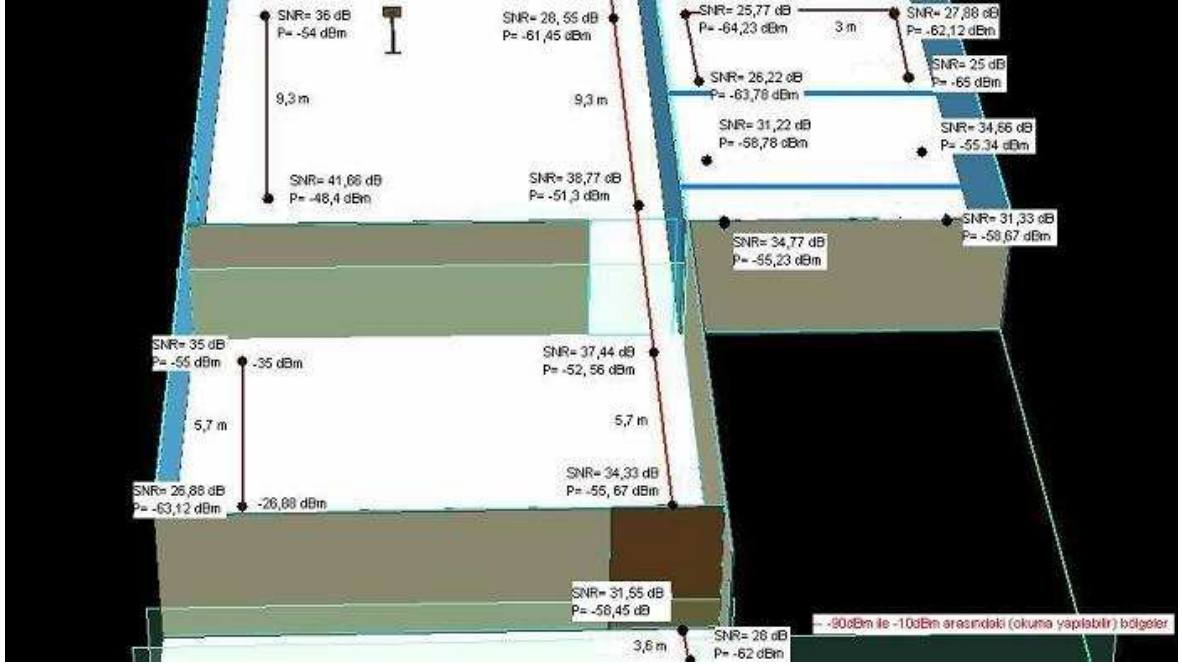 SNR= 36 dB
P= -54 dBm
SNR= 28, 55 dB
P= -61,45 dBm
SNR= 25,77 dB
P= -64,23 dBm
3 m
SNR= 27,88 dB
P= -62,12 dBm
SNR= 26,22 dB
P= -63,78 dBm
SNR= 25 dB
P= -65 dBm
9,3 m
9,3 m
SNR= 31,22 dB
P= -58,78 dBm
SNR= 34,66 dB
P= -55,34 dBm
SNR= 41,66 dB
P= -48,4 dBm
SNR= 38,77 dB
P= -51,3 dBm
SNR= 34,77 dB
P= -55,23 dBm
SNR= 31,33 dB
P= -58,67 dBm
SNR= 35 dB
P= -55 dBm
-35 dBm
SNR= 37,44 dB
P= -52, 56 dBm
5,7 m
5,7 m
SNR= 26,88 dB
P= -63,12 dBm
-26,88 dBm
SNR= 34,33 dB
P= -55, 67 dBm
SNR= 31,55 dB
P= -58,45 dBm
-90dBm ile -10dBm arasındaki (okuma yapılabilir) bölgeler
3,6 m
SNR= 28 dB
P= -62 dBm